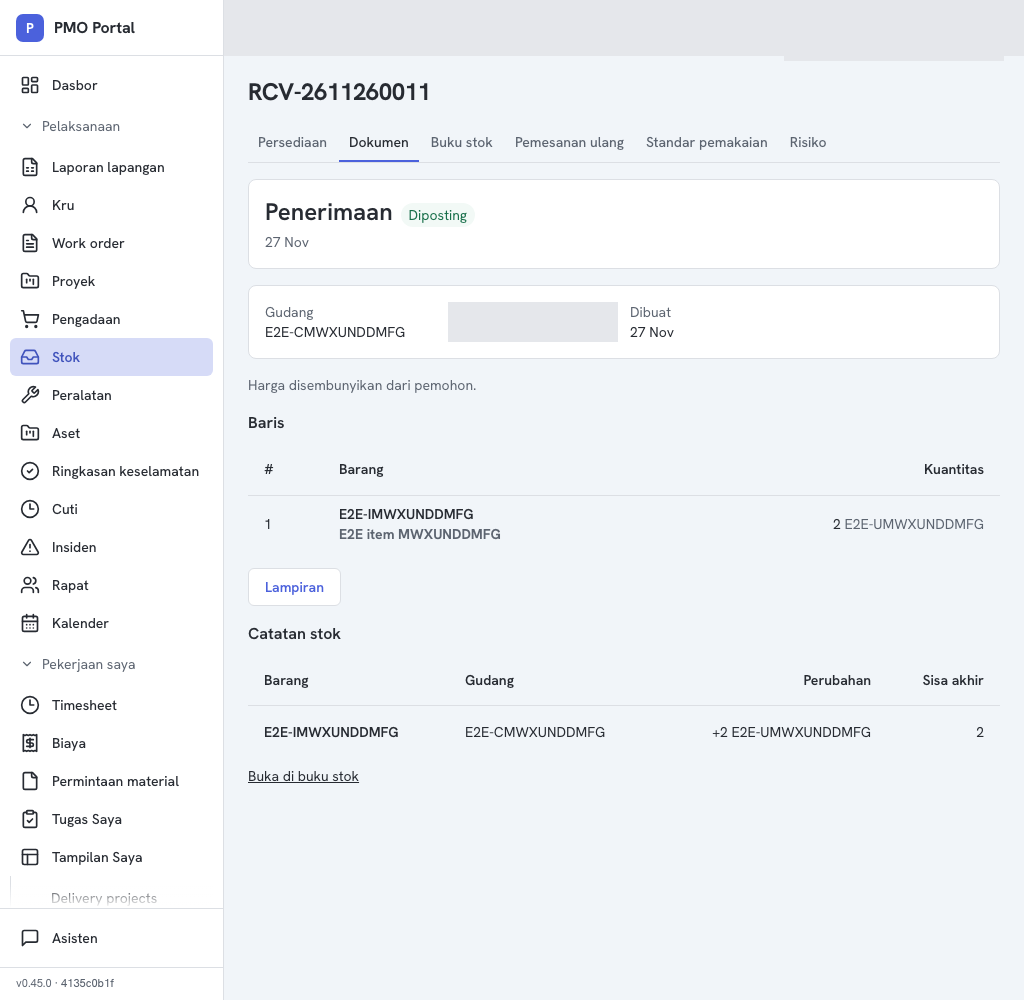 P PMO Portal
Dasbor
Pelaksanaan
Laporan lapangan
Kru
Work order
Proyek
Pengadaan
Stok
Peralatan
Aset
Ringkasan keselamatan
Cuti
Insiden
Rapat
Kalender
Pekerjaan saya
Timesheet
Biaya
Permintaan material
Tugas Saya
Tampilan Saya
Delivery projects
Asisten
v0.45.0 · 4135c0b1f
RCV-2611260011
Persediaan Dokumen Buku stok Pemesanan ulang Standar pemakaian Risiko
Penerimaan Diposting
27 Nov
Gudang Dibuat
E2E-CMWXUNDDMFG 27 Nov
Harga disembunyikan dari pemohon.
Baris
# Barang Kuantitas
1 E2E-IMWXUNDDMFG 2 E2E-UMWXUNDDMFG
E2E item MWXUNDDMFG
Lampiran
Catatan stok
Barang Gudang Perubahan Sisa akhir
E2E-IMWXUNDDMFG E2E-CMWXUNDDMFG +2 E2E-UMWXUNDDMFG 2
Buka di buku stok